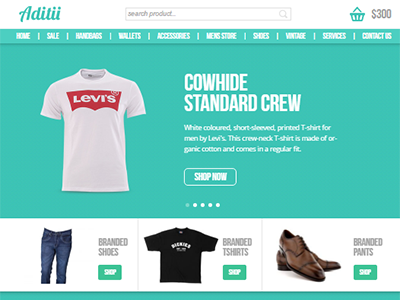 Aditii
search product...
$300
HOME | SALE | HANDBAGS | WALLETS | ACCESSORIES | MENS STORE | SHOES | VINTAGE | SERVICES | CONTACT US
LEVI'S
COWHIDE
STANDARD CREW
White coloured, short-sleeved, printed T-shirt for
men by Levi's. This crew-neck T-shirt is made of or-
ganic cotton and comes in a regular fit.
SHOP NOW
BRANDED
SHOES
SHOP
DICKIES
BRANDED
TSHIRTS
SHOP
BRANDED
PANTS
SHOP